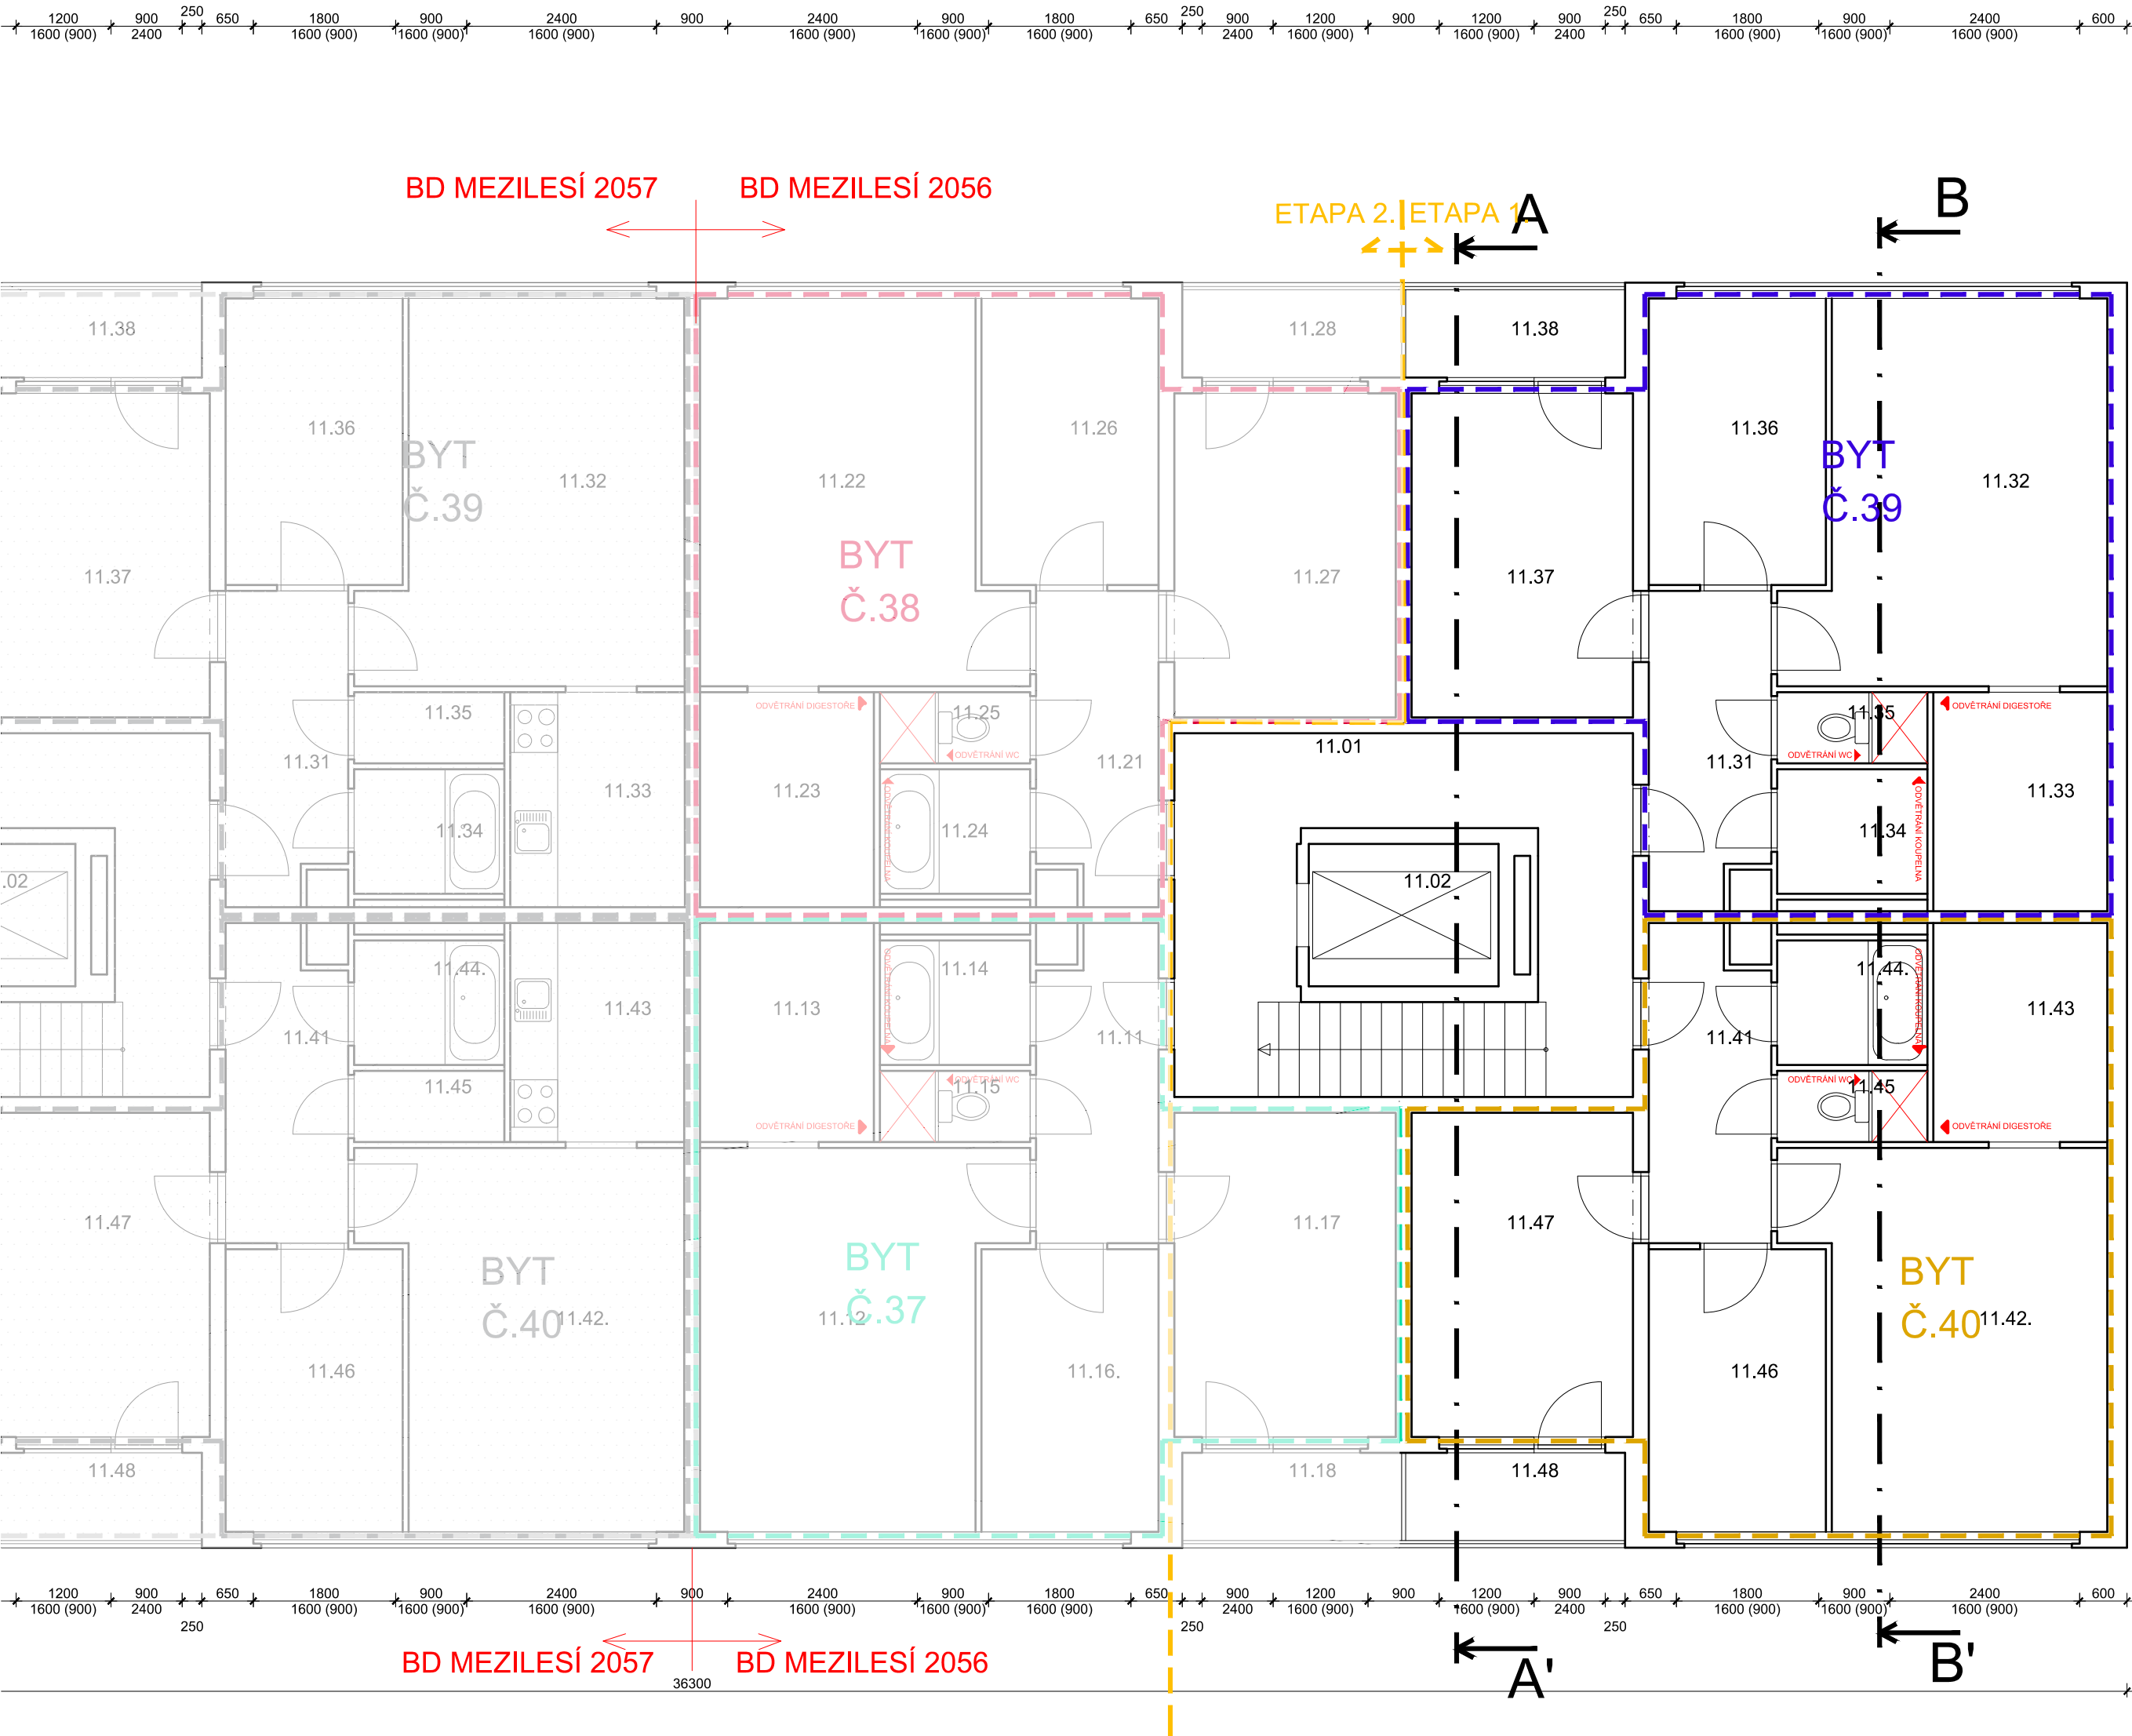 250 250 250
1200 900 650 1800 900 2400 900 2400 900 1800 650 900 1200 900 1200 900 650 1800 900 2400 600
1600 (900) 2400 1600 (900) 1600 (900) 1600 (900) 1600 (900) 1600 (900) 1600 (900) 2400 1600 (900) 1600 (900) 2400 1600 (900) 1600 (900) 1600 (900)
BD MEZILESÍ 2057 BD MEZILESÍ 2056
ETAPA 2. ETAPA 1.
A
B
11.38 11.28 11.38
11.36 11.26 11.36
BYT
Č.39
11.32 11.22
BYT
Č.39
11.32
BYT
Č.38
11.37 11.27 11.37
11.35 ODVĚTRÁNÍ DIGESTOŘE 11.25 11.35 ODVĚTRÁNÍ DIGESTOŘE
11.01
ODVĚTRÁNÍ WC ODVĚTRÁNÍ WC
11.31 11.21 11.31
11.33 11.23 11.33
ODVĚTRÁNÍ KOUPELNA ODVĚTRÁNÍ KOUPELNA
11.34 11.24 11.34
.02 11.02
11.44. 11.14 11.44.
ODVĚTRÁNÍ KOUPELNA ODVĚTRÁNÍ KOUPELNA
11.43 11.13 11.43
11.41 11.11 11.41
11.45 ODVĚTRÁNÍ WC 11.15 ODVĚTRÁNÍ WC 11.45
ODVĚTRÁNÍ DIGESTOŘE ODVĚTRÁNÍ DIGESTOŘE
11.47 11.17 11.47
BYT
Č.40
11.42.
BYT
Č.37
11.12
BYT
Č.40
11.42.
11.46 11.16. 11.46
11.48 11.18 11.48
1200 900 650 1800 900 2400 900 2400 900 1800 650 900 1200 900 1200 900 650 1800 900 2400 600
1600 (900) 2400 1600 (900) 1600 (900) 1600 (900) 1600 (900) 1600 (900) 1600 (900) 2400 1600 (900) 1600 (900) 2400 1600 (900) 1600 (900) 1600 (900)
250 250 250
BD MEZILESÍ 2057 BD MEZILESÍ 2056
A'
B'
36300